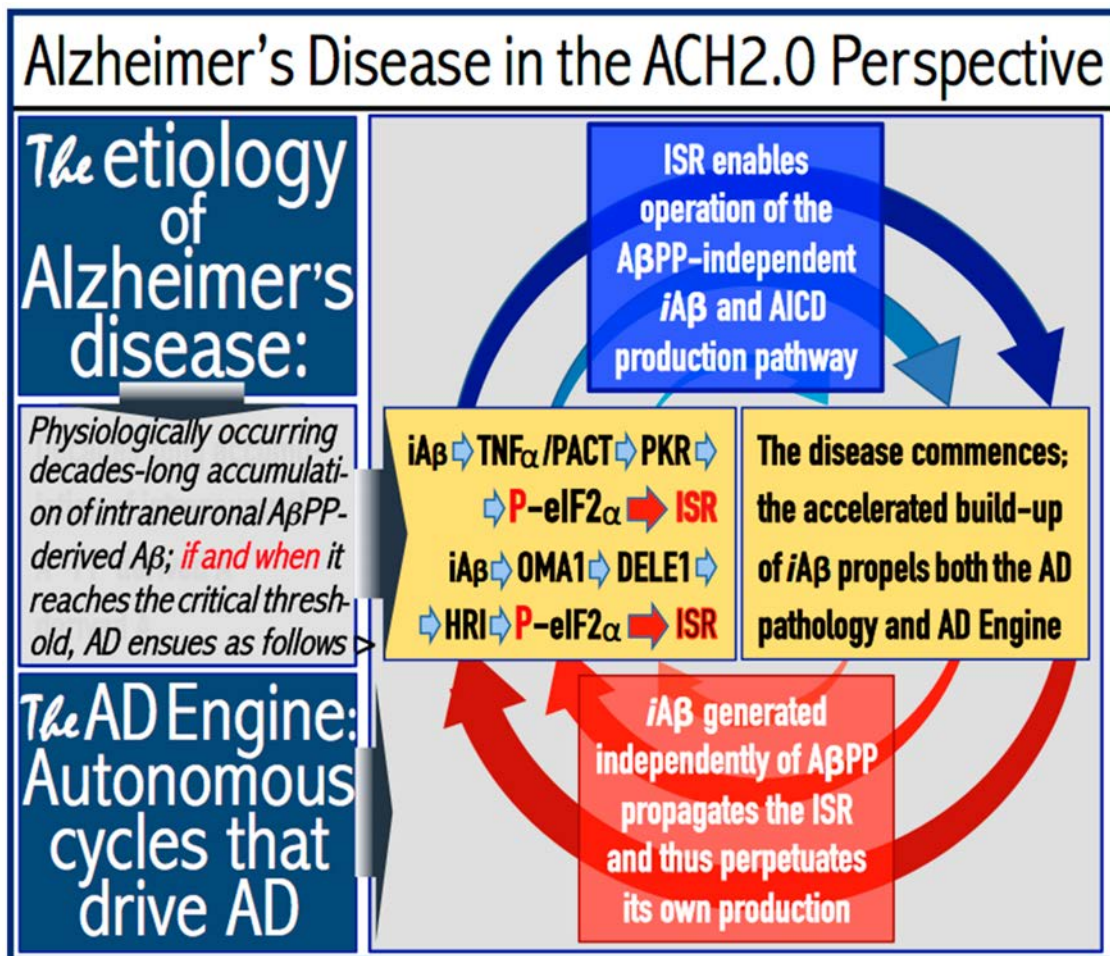 Alzheimer's Disease in the ACH2.0 Perspective
The etiology
of
Alzheimer's
disease:
Physiologically occurring
decades-long accumulati-
on of intraneuronal AβPP-
derived Aβ; if and when it
reaches the critical thresh-
old, AD ensues as follows >
The AD Engine:
Autonomous
cycles that
drive AD
ISR enables
operation of the
AβPP-independent
iAβ and AICD
production pathway
iAβ TNFα/PACT PKR
P-eIF2α ISR
iAβ OMA1 DELE1
HRI P-eIF2α ISR
The disease commences;
the accelerated build-up
of iAβ propels both the AD
pathology and AD Engine
iAβ generated
independently of AβPP
propagates the ISR
and thus perpetuates
its own production